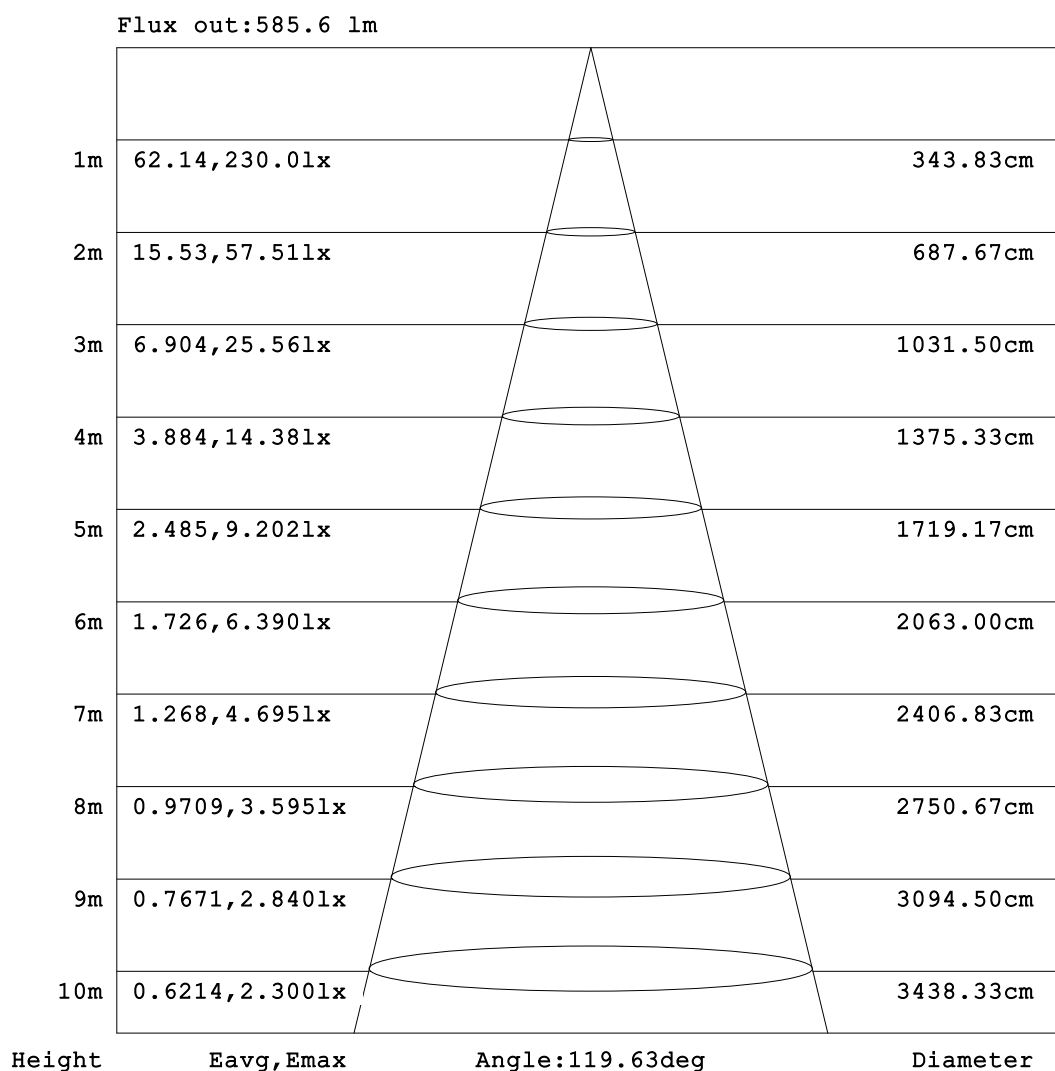 Flux out:585.6 lm
1m 62.14,230.0lx 343.83cm
2m 15.53,57.51lx 687.67cm
3m 6.904,25.56lx 1031.50cm
4m 3.884,14.38lx 1375.33cm
5m 2.485,9.202lx 1719.17cm
6m 1.726,6.390lx 2063.00cm
7m 1.268,4.695lx 2406.83cm
8m 0.9709,3.595lx 2750.67cm
9m 0.7671,2.840lx 3094.50cm
10m 0.6214,2.300lx 3438.33cm
Height Eavg,Emax Angle:119.63deg Diameter